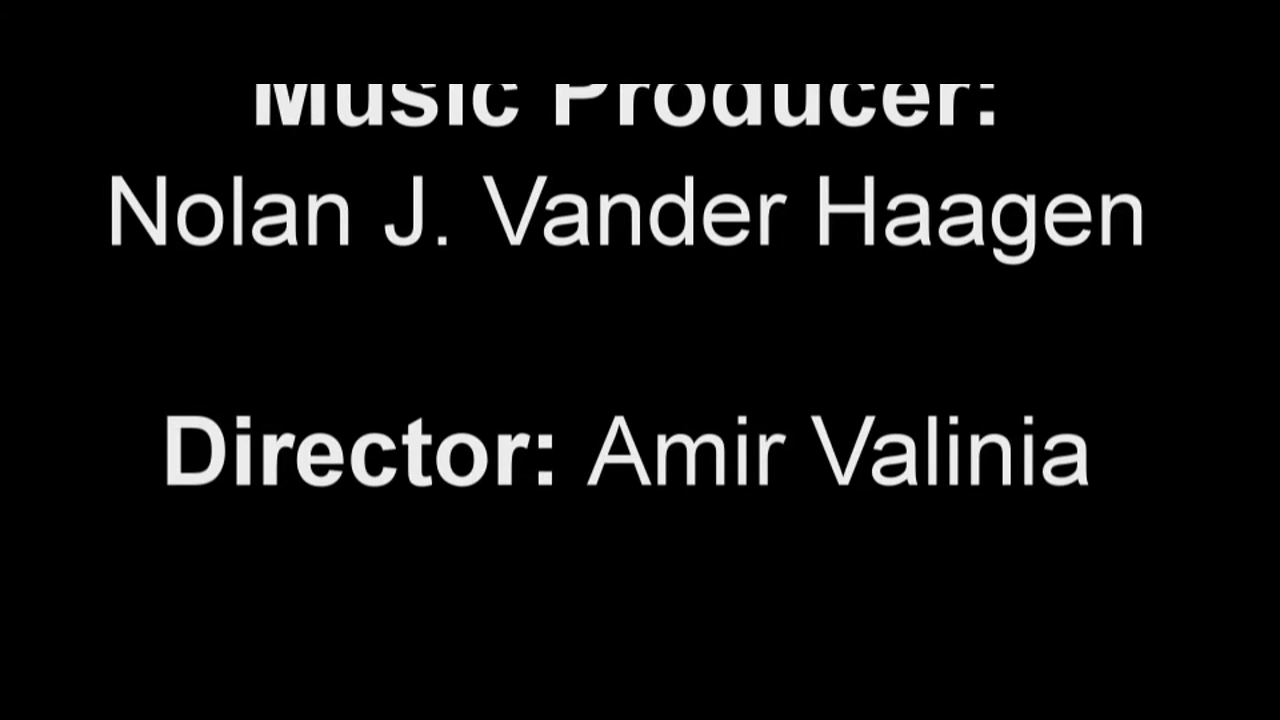 Music Producer:
Nolan J. Vander Haagen
Director: Amir Valinia